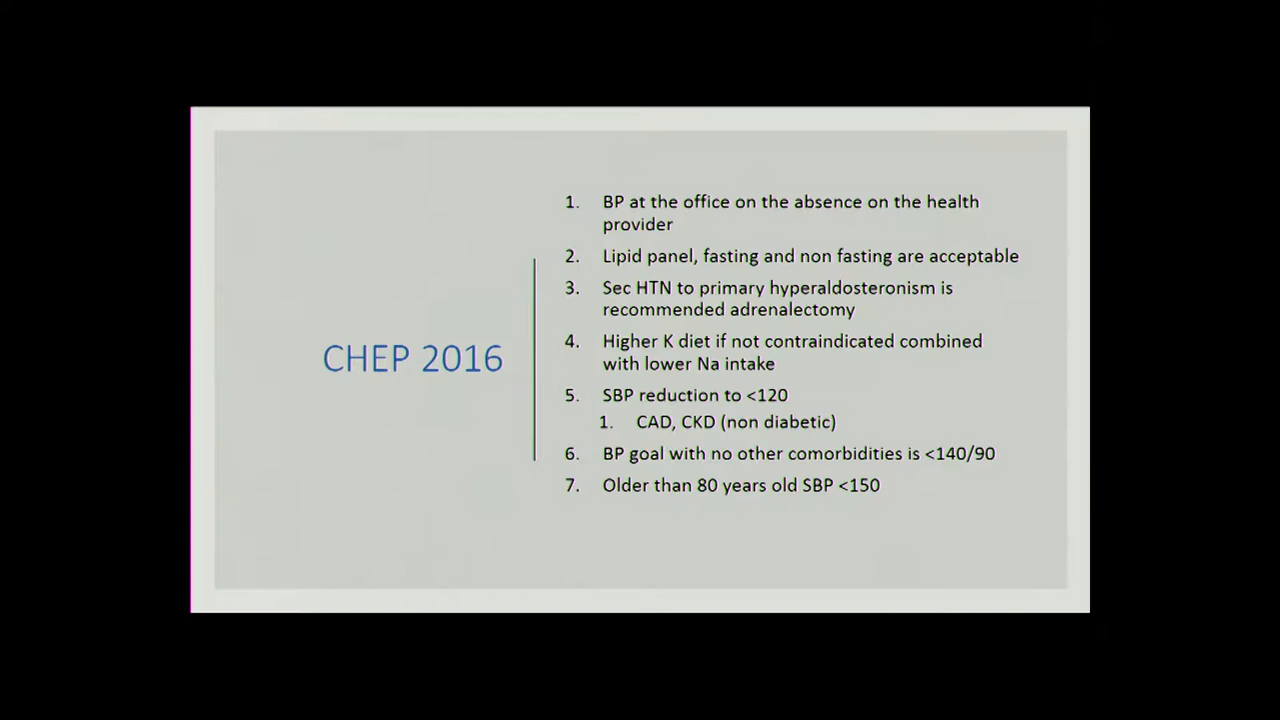 CHEP 2016
1. BP at the office on the absence on the health
provider
2. Lipid panel, fasting and non fasting are acceptable
3. Sec HTN to primary hyperaldosteronism is
recommended adrenalectomy
4. Higher K diet if not contraindicated combined
with lower Na intake
5. SBP reduction to <120
1. CAD, CKD (non diabetic)
6. BP goal with no other comorbidities is <140/90
7. Older than 80 years old SBP <150